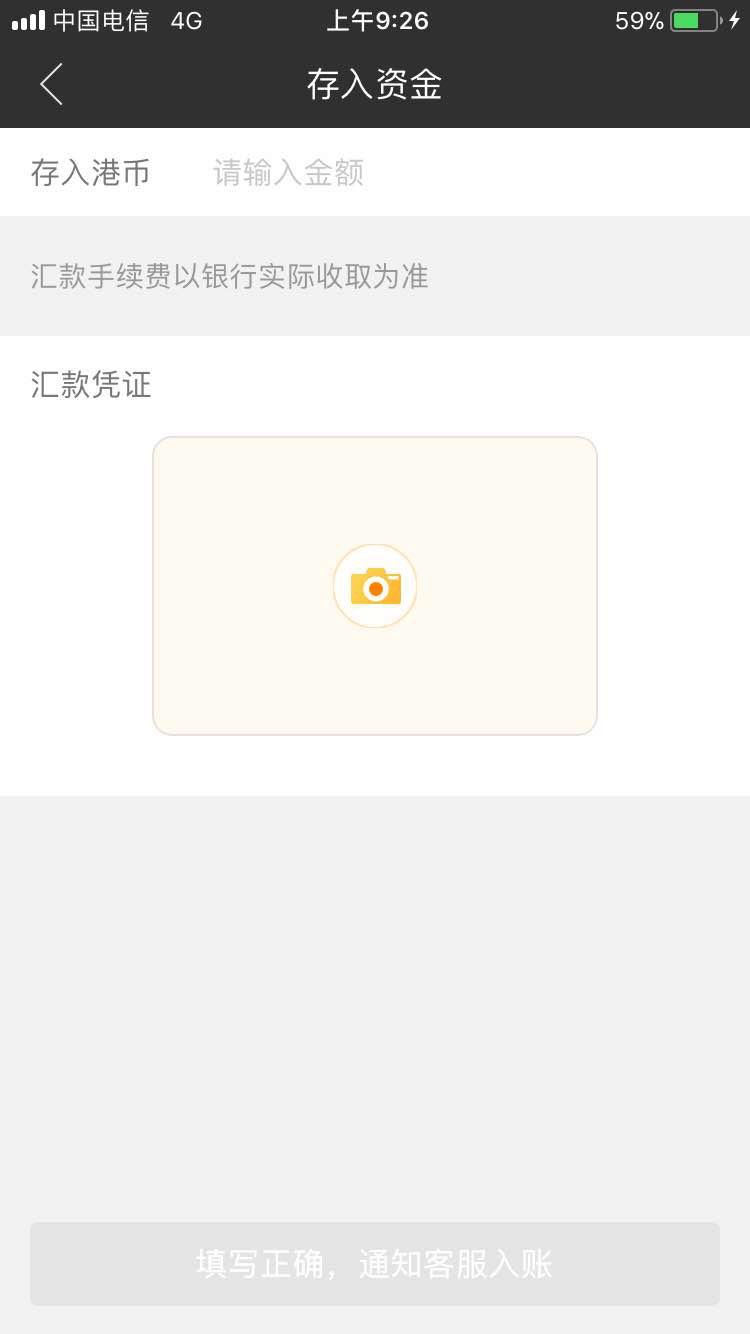 中国电信 4G 上午9:26 59%
存入资金
存入港币 请输入金额
汇款手续费以银行实际收取为准
汇款凭证
填写正确，通知客服入账